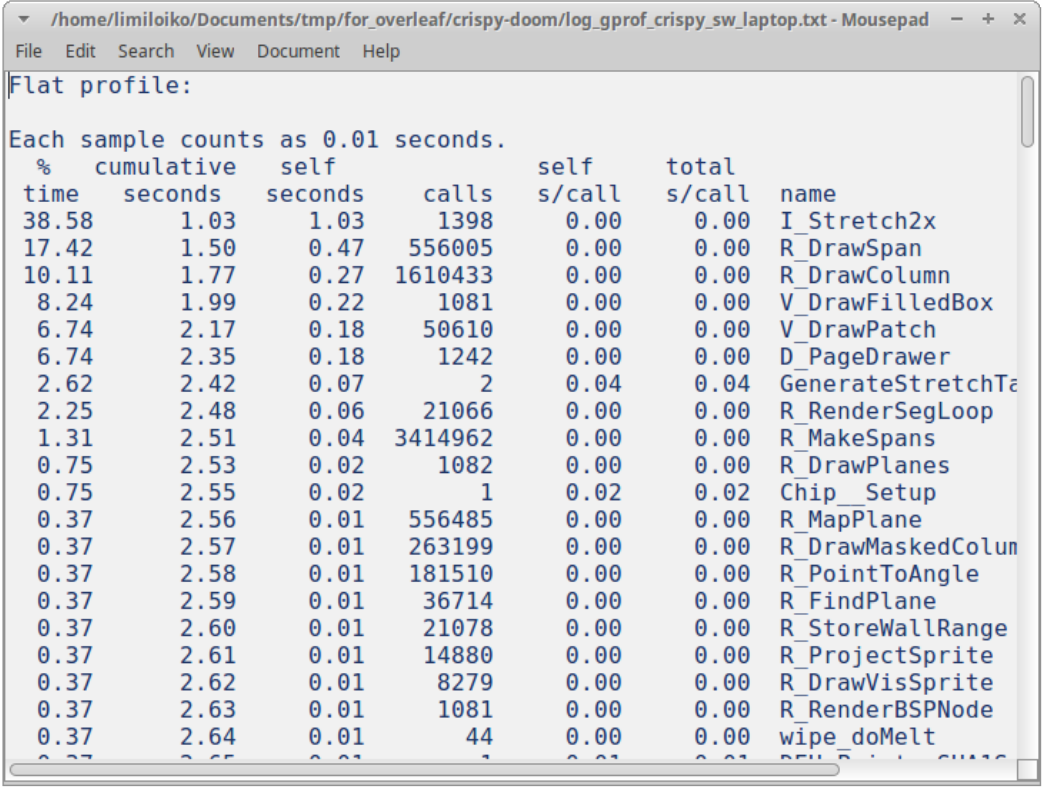 /home/limiloiko/Documents/tmp/for_overleaf/crispy-doom/log_gprof_crispy_sw_laptop.txt - Mousepad
File Edit Search View Document Help
Flat profile:
Each sample counts as 0.01 seconds.
% cumulative self self total
time seconds seconds calls s/call s/call name
38.58 1.03 1.03 1398 0.00 0.00 I_Stretch2x
17.42 1.50 0.47 556005 0.00 0.00 R_DrawSpan
10.11 1.77 0.27 1610433 0.00 0.00 R_DrawColumn
8.24 1.99 0.22 1081 0.00 0.00 V_DrawFilledBox
6.74 2.17 0.18 50610 0.00 0.00 V_DrawPatch
6.74 2.35 0.18 1242 0.00 0.00 D_PageDrawer
2.62 2.42 0.07 2 0.04 0.04 GenerateStretchTa
2.25 2.48 0.06 21066 0.00 0.00 R_RenderSegLoop
1.31 2.51 0.04 3414962 0.00 0.00 R_MakeSpans
0.75 2.53 0.02 1082 0.00 0.00 R_DrawPlanes
0.75 2.55 0.02 1 0.02 0.02 Chip__Setup
0.37 2.56 0.01 556485 0.00 0.00 R_MapPlane
0.37 2.57 0.01 263199 0.00 0.00 R_DrawMaskedColum
0.37 2.58 0.01 181510 0.00 0.00 R_PointToAngle
0.37 2.59 0.01 36714 0.00 0.00 R_FindPlane
0.37 2.60 0.01 21078 0.00 0.00 R_StoreWallRange
0.37 2.61 0.01 14880 0.00 0.00 R_ProjectSprite
0.37 2.62 0.01 8279 0.00 0.00 R_DrawVisSprite
0.37 2.63 0.01 1081 0.00 0.00 R_RenderBSPNode
0.37 2.64 0.01 44 0.00 0.00 wipe_doMelt